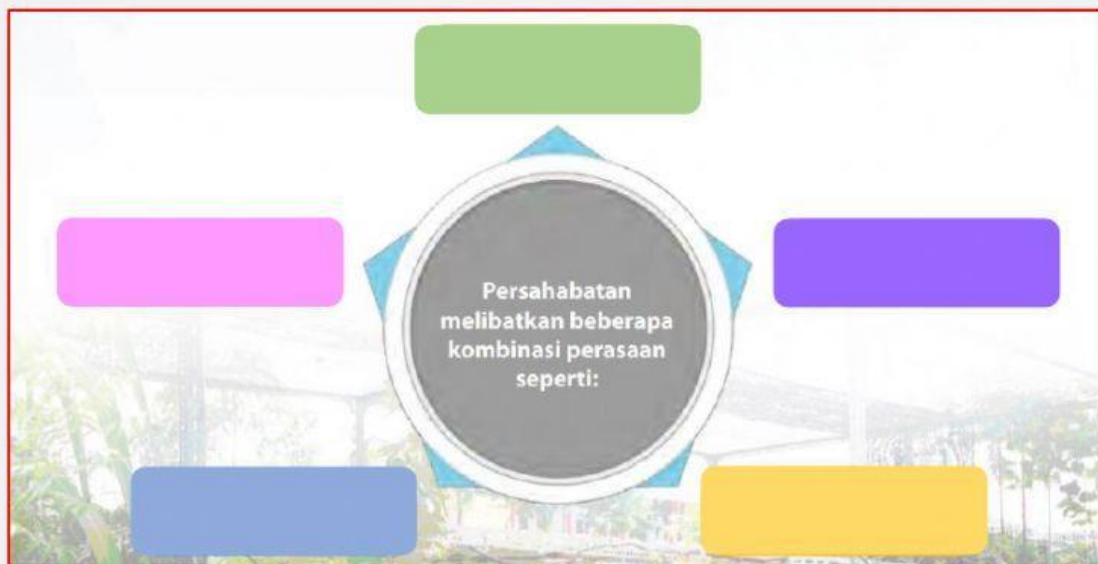 Persahabatan
melibatkan beberapa
kombinasi perasaan
seperti: